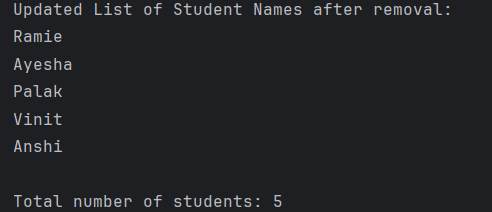 Updated List of Student Names after removal:
Ramie
Ayesha
Palak
Vinit
Anshi
Total number of students: 5